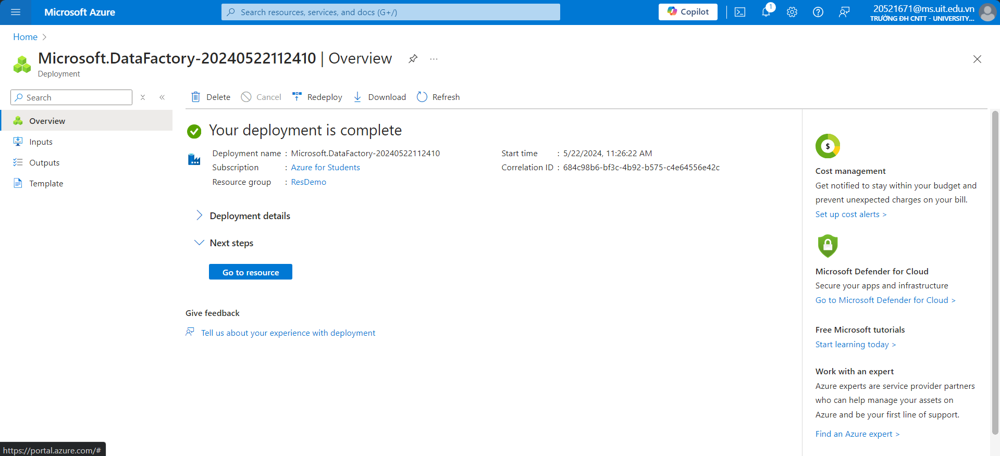 Microsoft Azure
Search resources, services, and docs (G+/)
Copilot
1
20521671@ms.uit.edu.vn
TRƯỜNG ĐH CNTT - UNIVERSITY...
Home
Microsoft.DataFactory-20240522112410 | Overview
...
Deployment
Search
Delete
Cancel
Redeploy
Download
Refresh
Overview
Inputs
Outputs
Template
Your deployment is complete
Deployment name : Microsoft.DataFactory-20240522112410
Subscription : Azure for Students
Resource group : ResDemo
Start time : 5/22/2024, 11:26:22 AM
Correlation ID : 684c98b6-bf3c-4b92-b575-c4e64556e42c
Deployment details
Next steps
Go to resource
Give feedback
Tell us about your experience with deployment
$
Cost management
Get notified to stay within your budget and
prevent unexpected charges on your bill.
Set up cost alerts >
Microsoft Defender for Cloud
Secure your apps and infrastructure
Go to Microsoft Defender for Cloud >
Free Microsoft tutorials
Start learning today >
Work with an expert
Azure experts are service provider partners
who can help manage your assets on
Azure and be your first line of support.
Find an Azure expert >
https://portal.azure.com/#